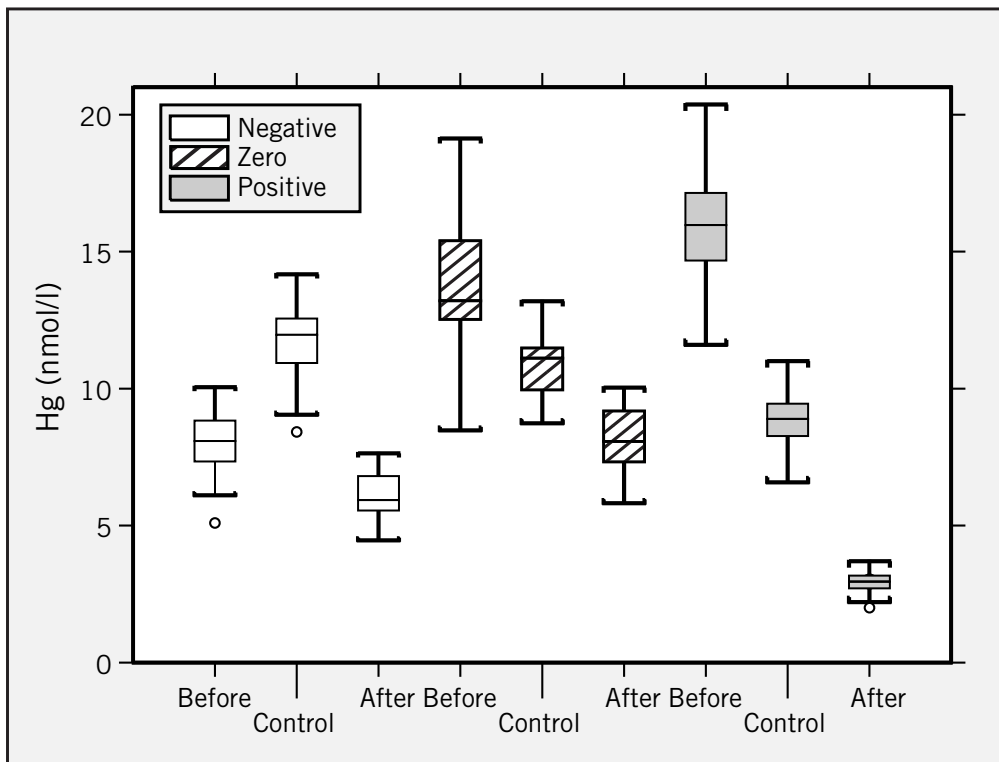 20
15
10
5
0
Hg (nmol/l)
Negative
Zero
Positive
Before
Control
After
Before
Control
After
Before
Control
After